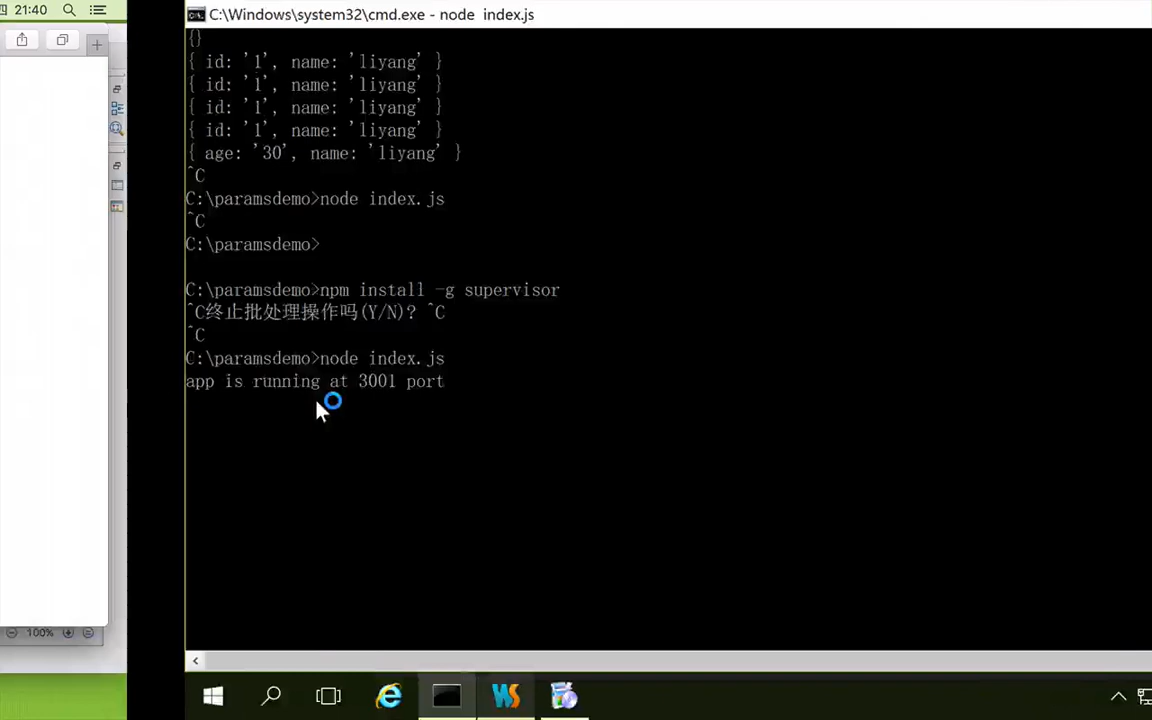 21:40
C:\Windows\system32\cmd.exe - node  index.js
{}
{ id: '1', name: 'liyang' }
{ id: '1', name: 'liyang' }
{ id: '1', name: 'liyang' }
{ id: '1', name: 'liyang' }
{ age: '30', name: 'liyang' }
^C
C:\paramsdemo>node index.js
^C
C:\paramsdemo>
C:\paramsdemo>npm install -g supervisor
^C终止批处理操作吗(Y/N)? ^C
^C
C:\paramsdemo>node index.js
app is running at 3001 port
100%
WS